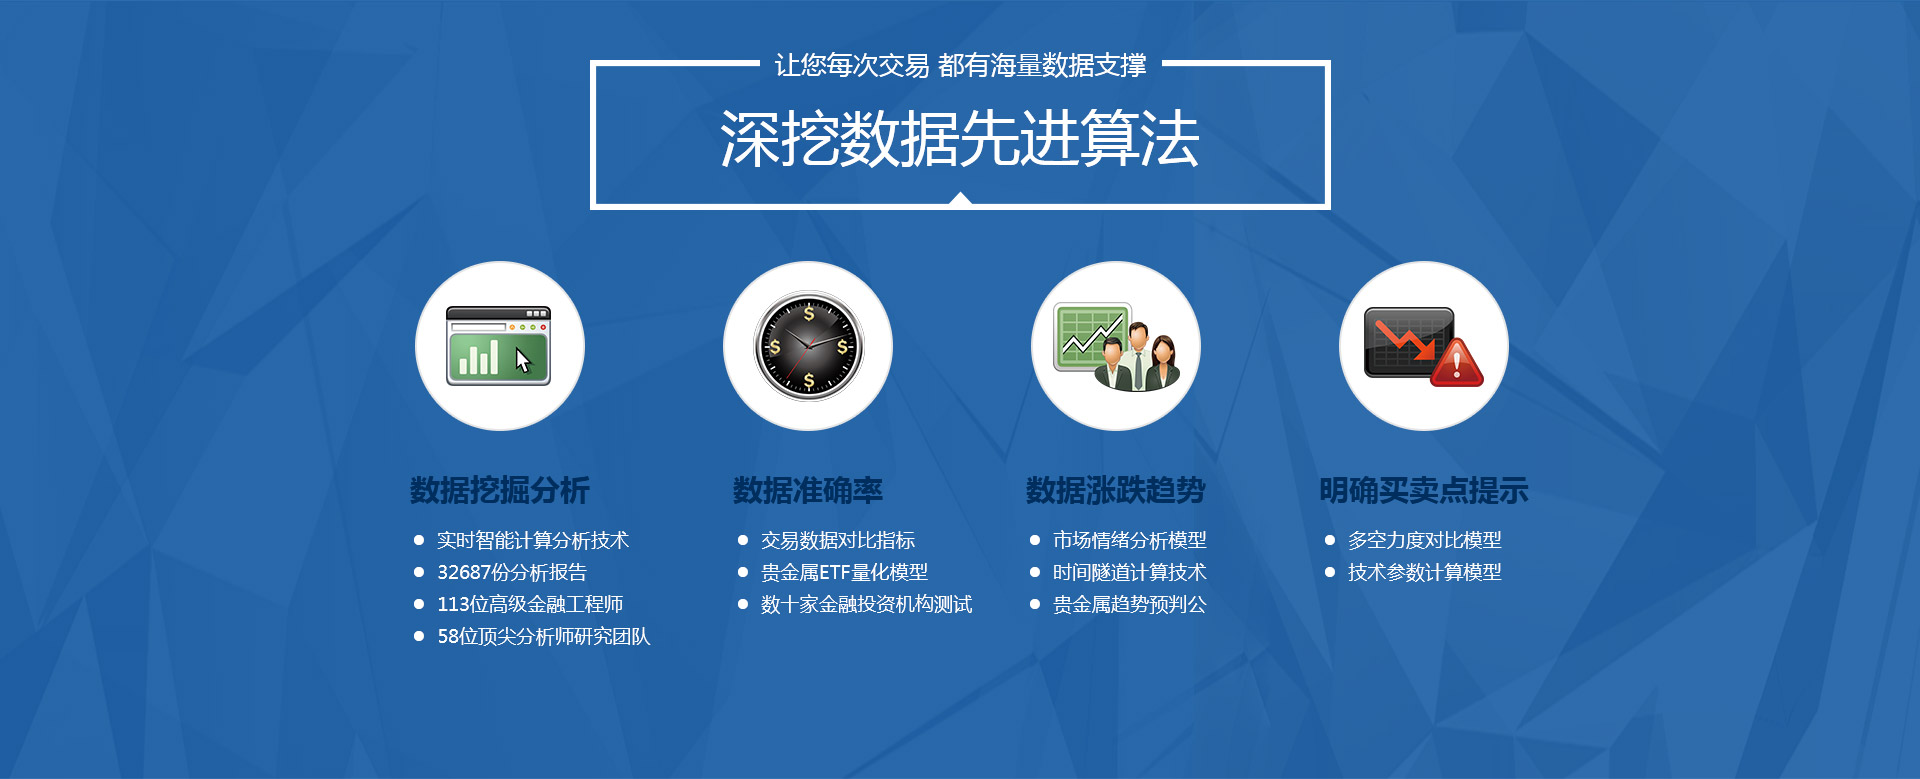 让您每次交易 都有海量数据支撑
深挖数据先进算法
数据挖掘分析
实时智能计算分析技术
32687份分析报告
113位高级金融工程师
58位顶尖分析师研究团队
数据准确率
交易数据对比指标
贵金属ETF量化模型
数十家金融投资机构测试
数据涨跌趋势
市场情绪分析模型
时间隧道计算技术
贵金属趋势预判公
明确买卖点提示
多空力度对比模型
技术参数计算模型